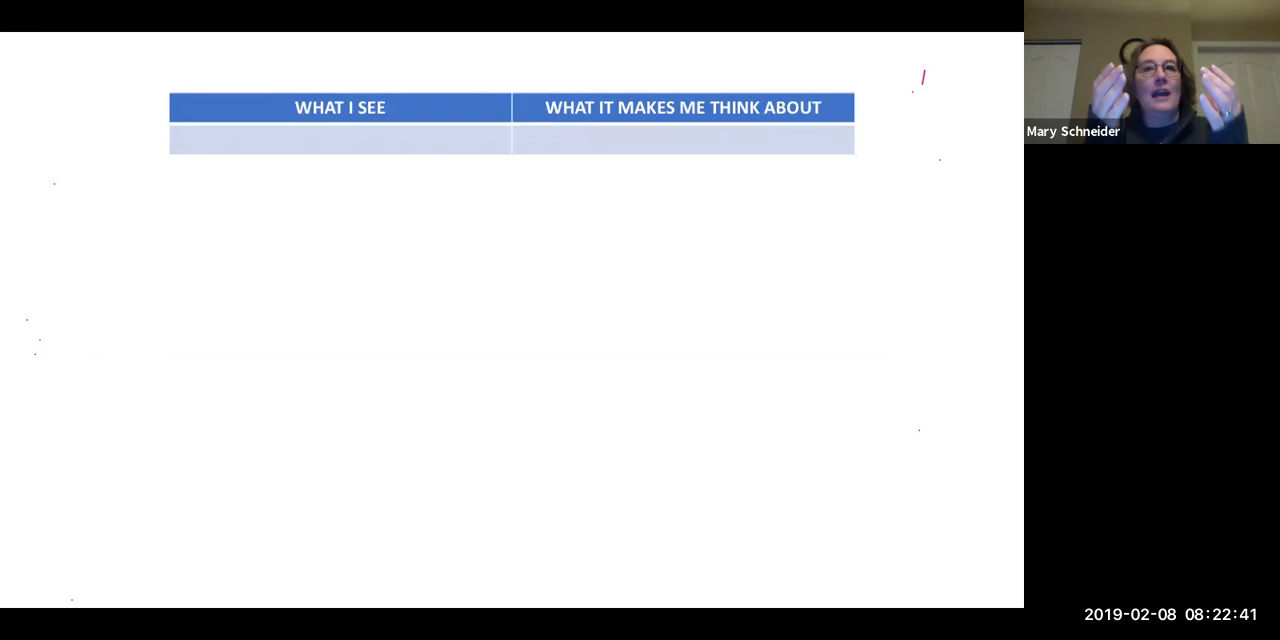 WHAT I SEE
WHAT IT MAKES ME THINK ABOUT
Mary Schneider
2019-02-08 08:22:41